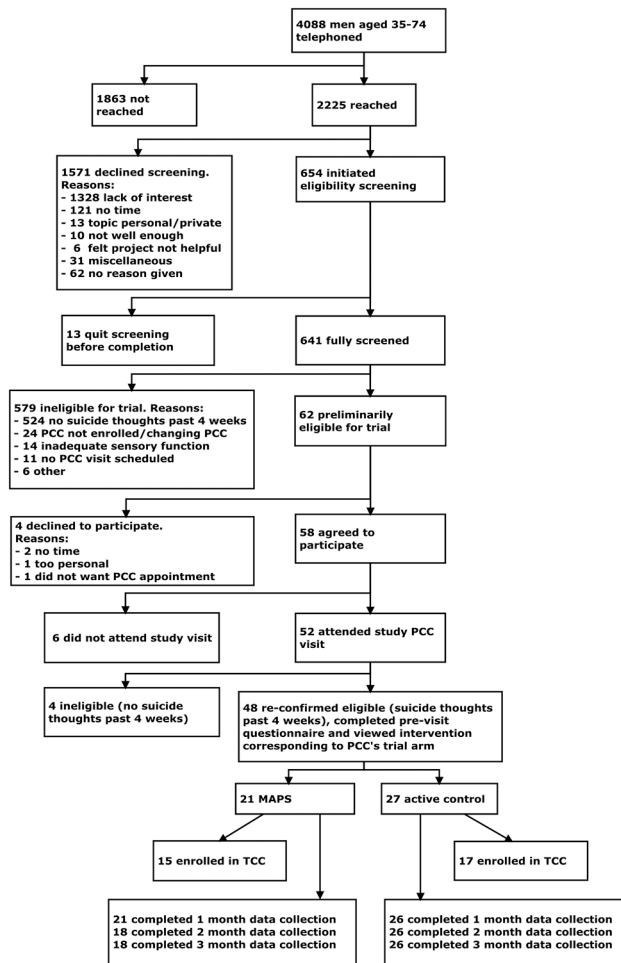 4088 men aged 35-74
telephoned
1863 not
reached
2225 reached
1571 declined screening.
Reasons:
- 1328 lack of interest
- 121 no time
- 13 topic personal/private
- 10 not well enough
- 6 felt project not helpful
- 31 miscellaneous
- 62 no reason given
654 initiated
eligibility screening
13 quit screening
before completion
641 fully screened
579 ineligible for trial. Reasons:
- 524 no suicide thoughts past 4 weeks
- 24 PCC not enrolled/changing PCC
- 14 inadequate sensory function
- 11 no PCC visit scheduled
- 6 other
62 preliminarily
eligible for trial
4 declined to participate.
Reasons:
- 2 no time
- 1 too personal
- 1 did not want PCC appointment
58 agreed to
participate
6 did not attend study visit
52 attended study PCC
visit
4 ineligible (no suicide
thoughts past 4 weeks)
48 re-confirmed eligible (suicide thoughts
past 4 weeks), completed pre-visit
questionnaire and viewed intervention
corresponding to PCC's trial arm
21 MAPS
27 active control
15 enrolled in TCC
17 enrolled in TCC
21 completed 1 month data collection
18 completed 2 month data collection
18 completed 3 month data collection
26 completed 1 month data collection
26 completed 2 month data collection
26 completed 3 month data collection